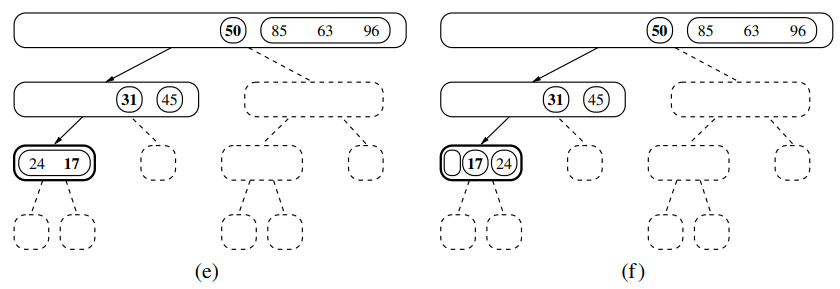 50 85 63 96
31 45
24 17
(e)
50 85 63 96
31 45
17 24
(f)